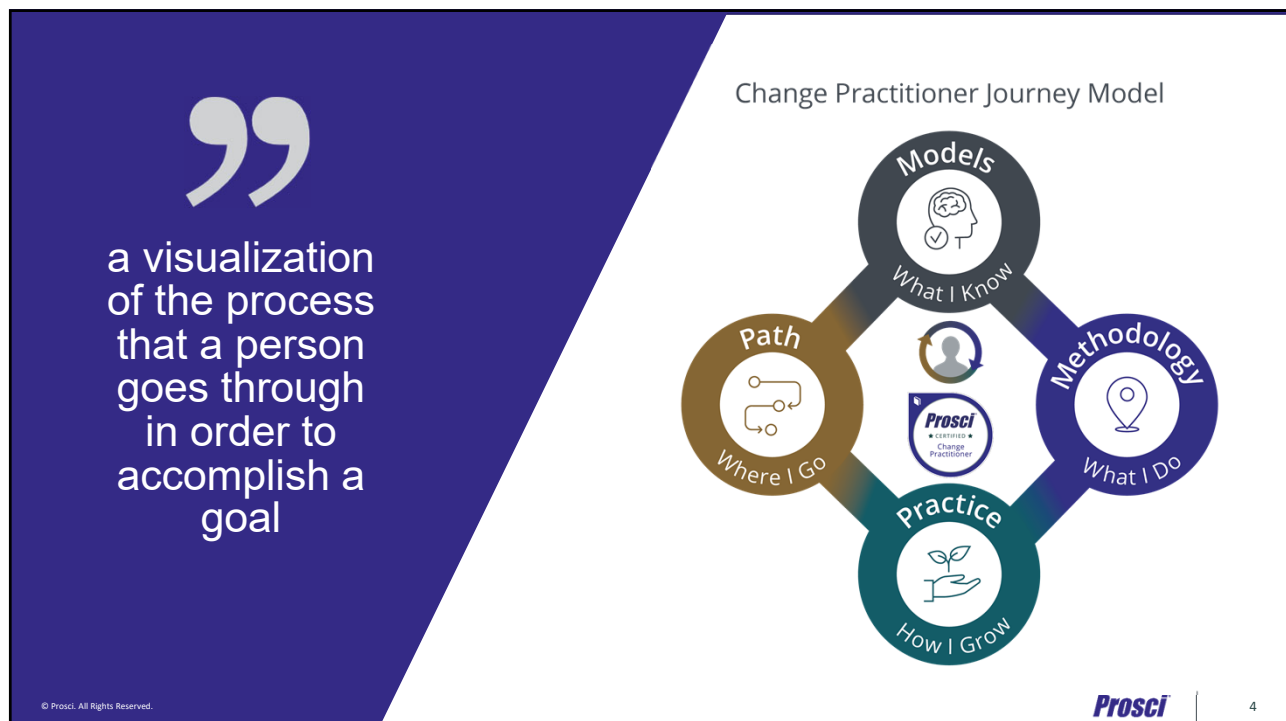 ”
a visualization
of the process
that a person
goes through
in order to
accomplish a
goal
Change Practitioner Journey Model
Models
What I Know
Path
Where I Go
Methodology
What I Do
Prosci
★ CERTIFIED ★
Change
Practitioner
Practice
How I Grow
© Prosci. All Rights Reserved.
Prosci
4